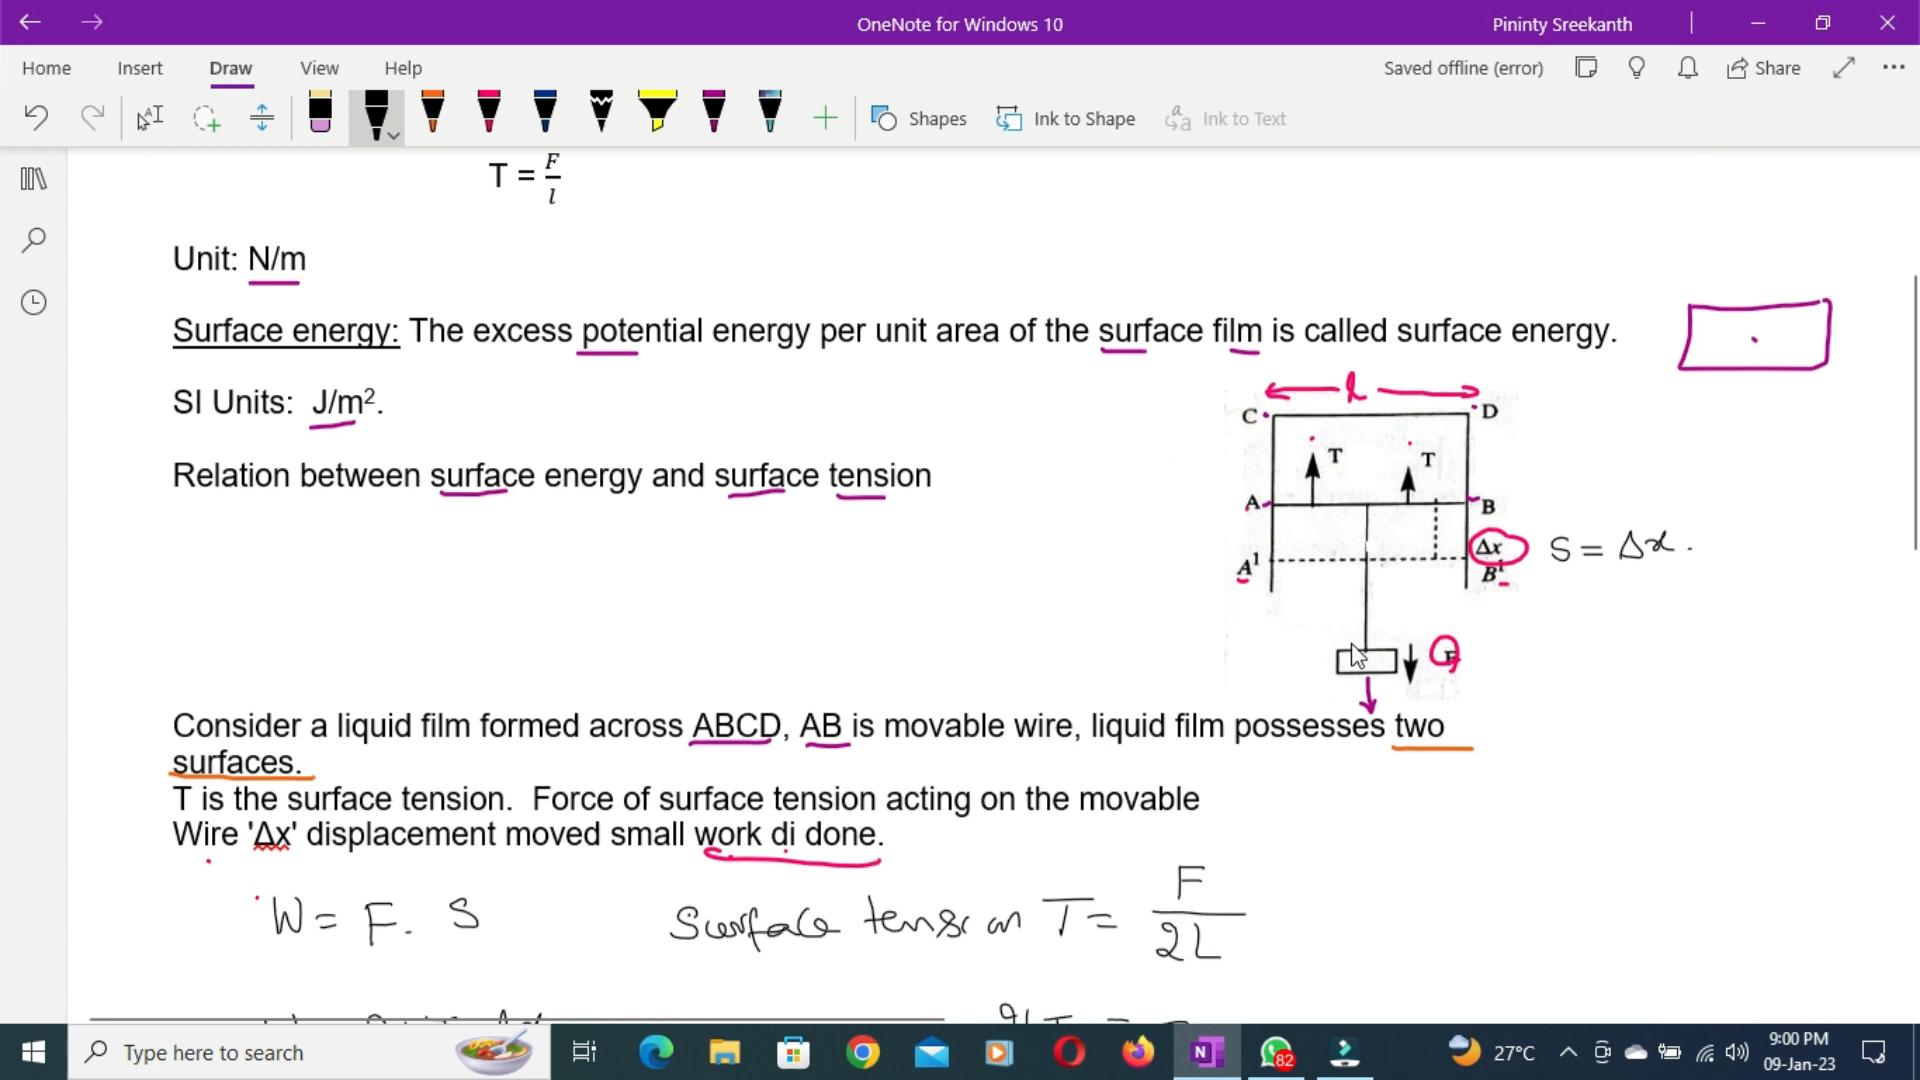 OneNote for Windows 10
Pininty Sreekanth
Home Insert Draw View Help
Saved offline (error)
Share
Shapes
Ink to Shape
Ink to Text
T = F/l
Unit: N/m
Surface energy: The excess potential energy per unit area of the surface film is called surface energy.
SI Units: J/m².
Relation between surface energy and surface tension
l
C D
T T
A B
Δx S = Δx.
A¹ B¹
F
Consider a liquid film formed across ABCD, AB is movable wire, liquid film possesses two
surfaces.
T is the surface tension. Force of surface tension acting on the movable
Wire 'Δx' displacement moved small work di done.
W = F. S Surface tension T = F/2L
Type here to search
82
27°C
9:00 PM
09-Jan-23